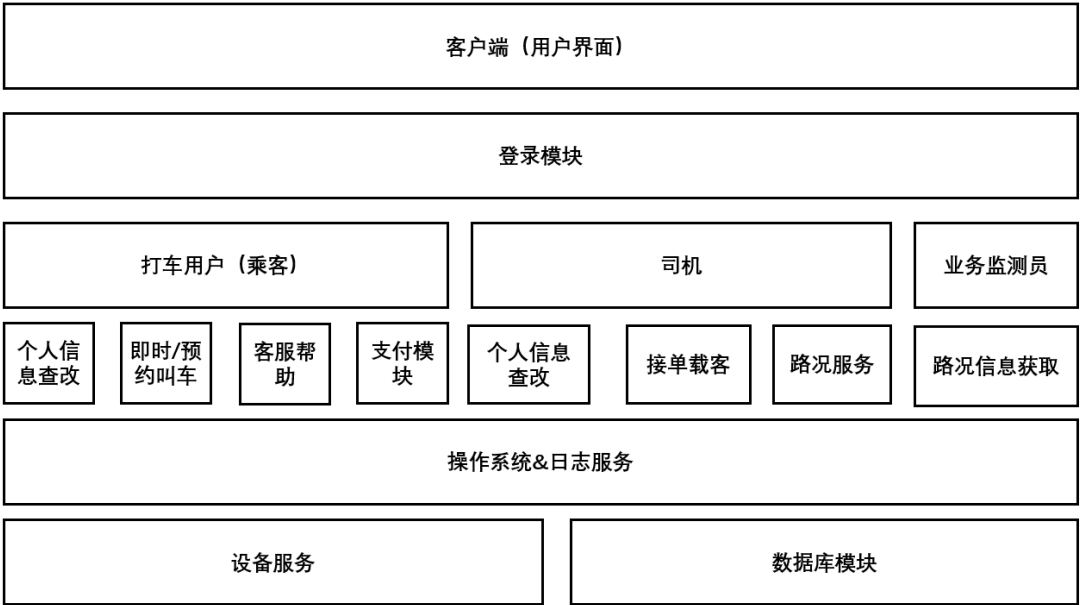 客户端（用户界面）
登录模块
打车用户（乘客）
司机
业务监测员
个人信
息查改
即时/预
约叫车
客服帮
助
支付模
块
个人信息
查改
接单载客
路况服务
路况信息获取
操作系统&日志服务
设备服务
数据库模块